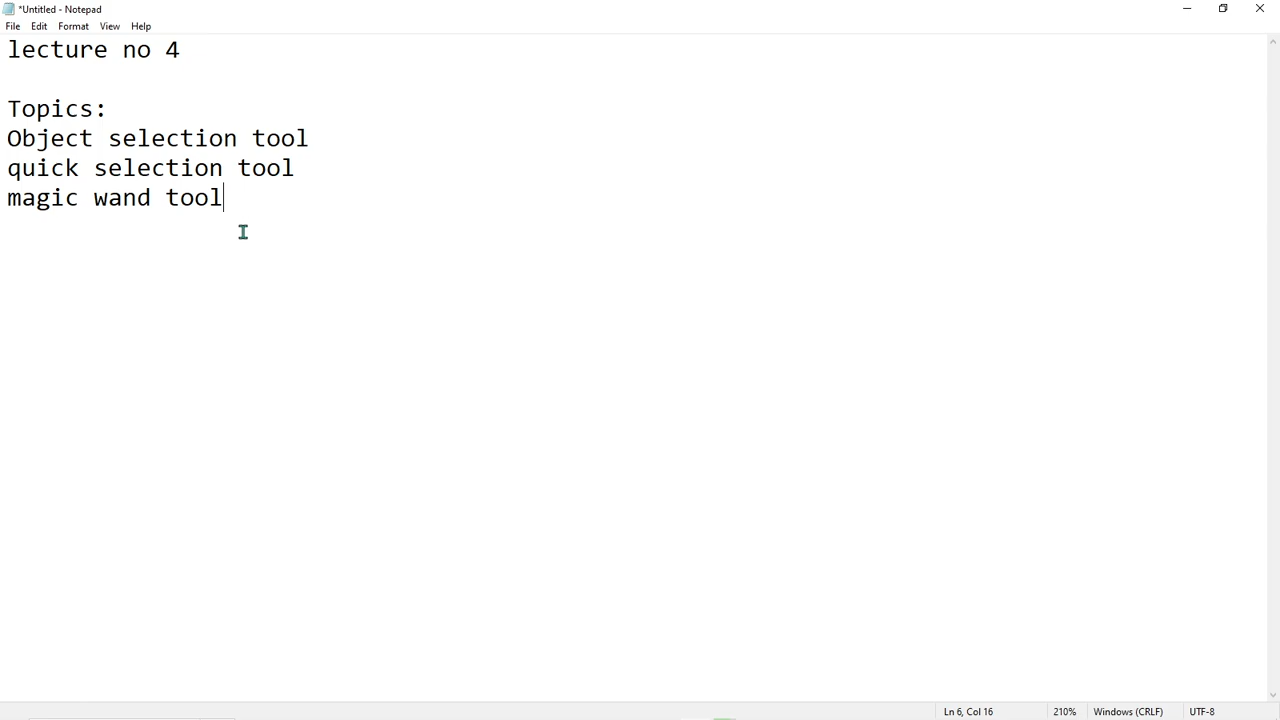 *Untitled - Notepad
File Edit Format View Help
lecture no 4
Topics:
Object selection tool
quick selection tool
magic wand tool
Ln 6, Col 16 210% Windows (CRLF) UTF-8